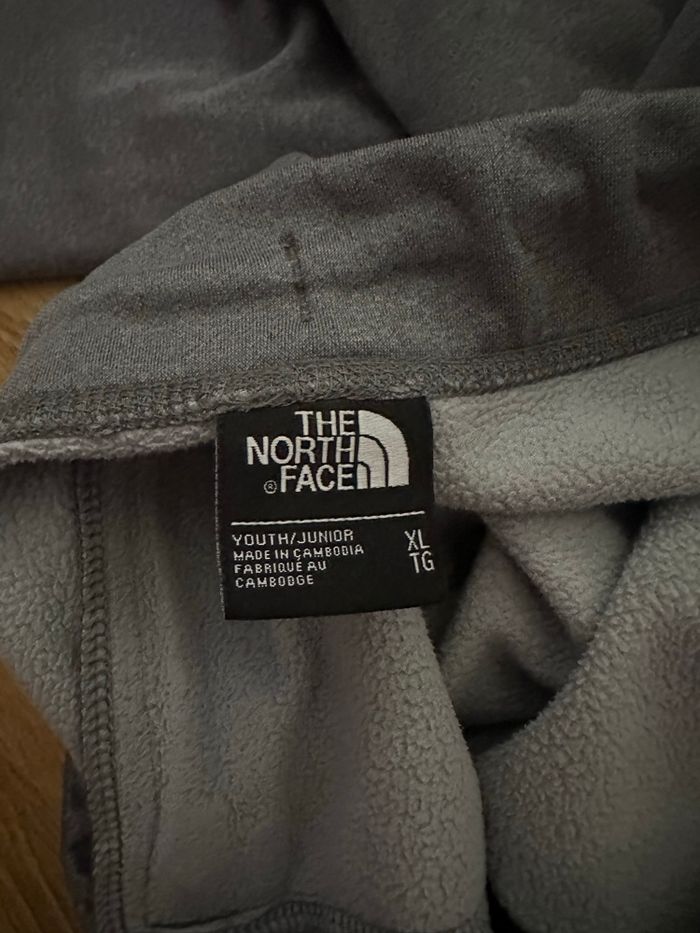 THE
NORTH
FACE
®
YOUTH/JUNIOR
MADE IN CAMBODIA
FABRIQUÉ AU
CAMBODGE
XL
TG